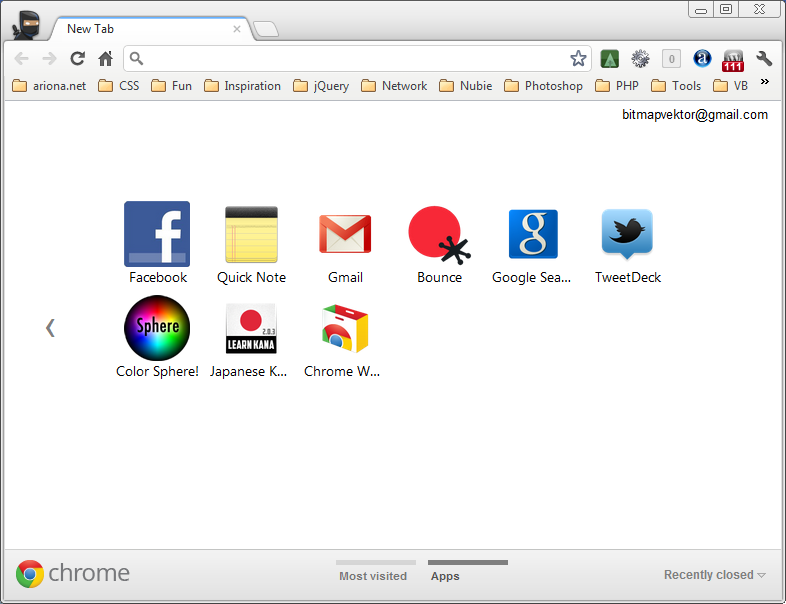 New Tab
0
a
111
ariona.net CSS Fun Inspiration jQuery Network Nubie Photoshop PHP Tools VB »
bitmapvektor@gmail.com
f
g
Facebook Quick Note Gmail Bounce Google Sea... TweetDeck
Sphere
2.0.3
LEARN KANA
Color Sphere! Japanese K... Chrome W...
chrome
Most visited Apps Recently closed